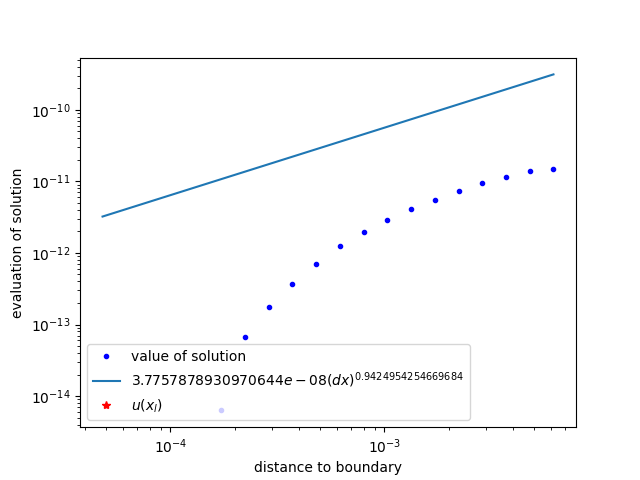 evaluation of solution
10⁻¹⁰
10⁻¹¹
10⁻¹²
10⁻¹³
10⁻¹⁴
value of solution
3.7757878930970644e − 08(dx)^0.9424954254669684
u(x_l)
10⁻⁴
10⁻³
distance to boundary